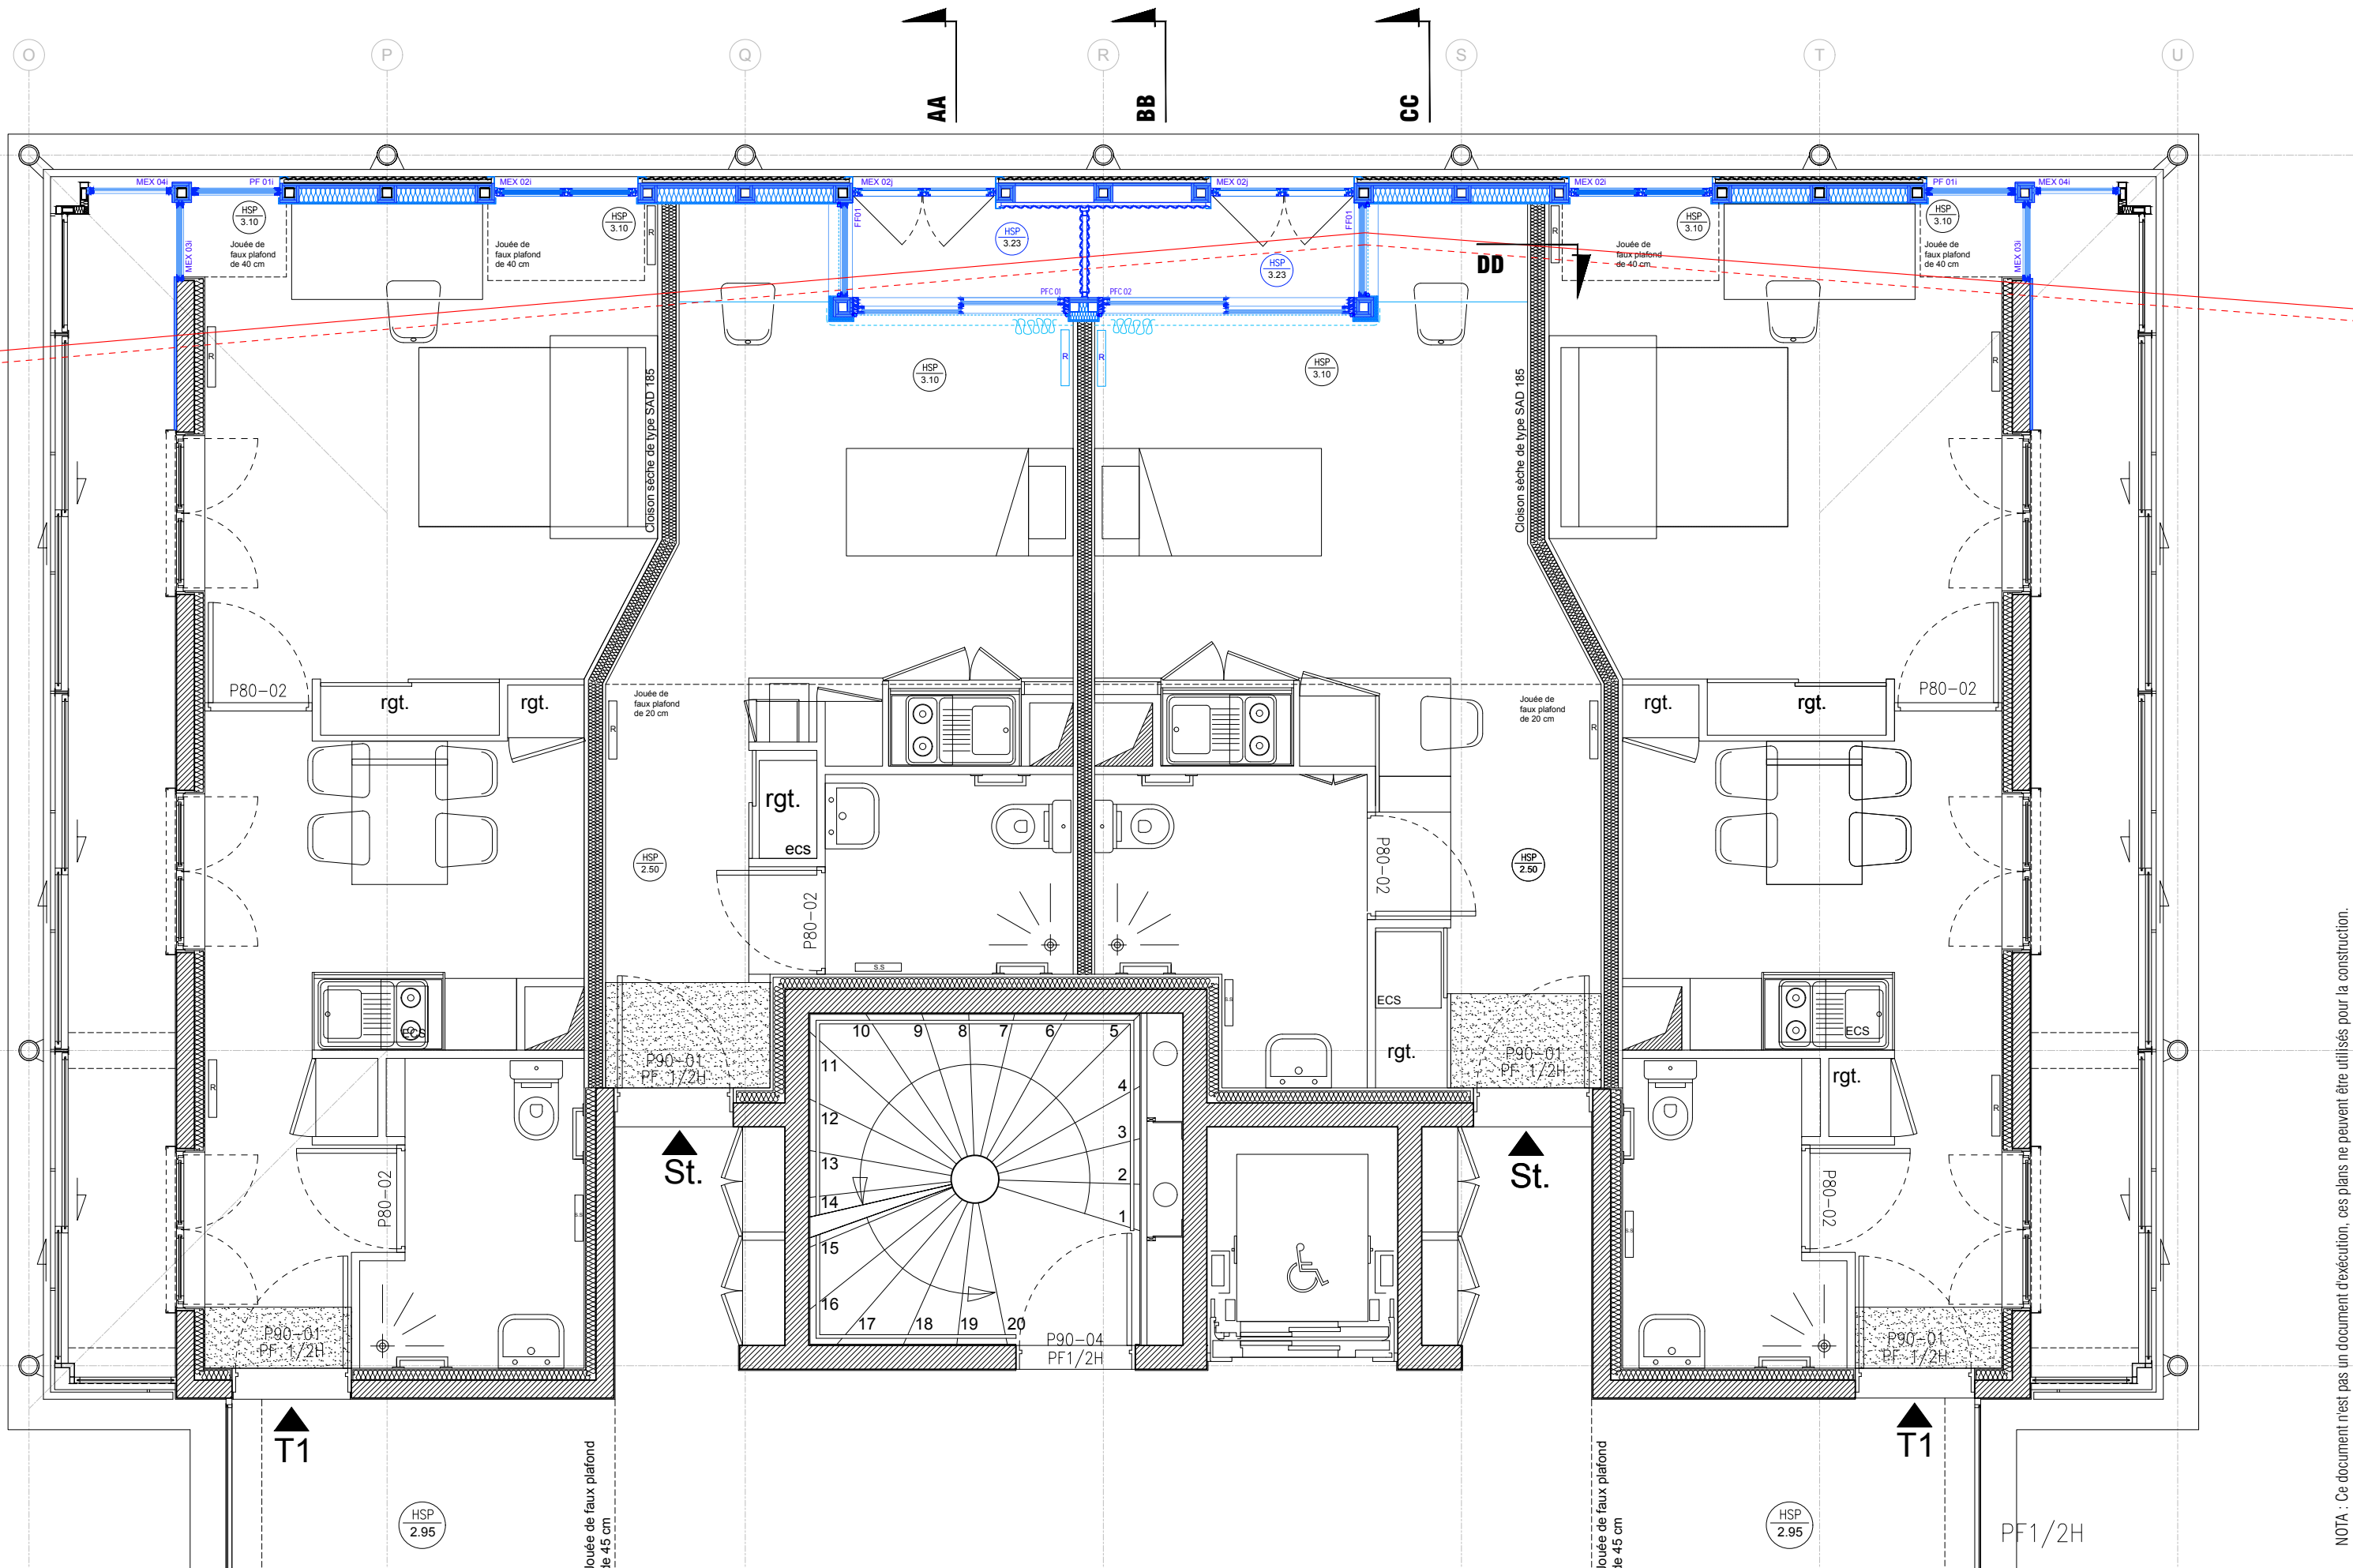 AA
BB
CC
O
P
Q
R
S
T
U
MEX 04i
PF 01i
MEX 02i
MEX 02j
MEX 02j
MEX 02i
PF 01i
MEX 04i
HSP
3.10
HSP
3.10
HSP
3.23
HSP
3.23
HSP
3.10
HSP
3.10
FF01
FF01
MEX 03i
MEX 03i
Jouée de
faux plafond
de 40 cm
Jouée de
faux plafond
de 40 cm
Jouée de
faux plafond
de 40 cm
Jouée de
faux plafond
de 40 cm
R
R
DD
PFC 01
PFC 02
R
R
R
R
HSP
3.10
HSP
3.10
Cloison sèche de type SAD 185
Cloison sèche de type SAD 185
P80-02
rgt.
rgt.
Jouée de
faux plafond
de 20 cm
Jouée de
faux plafond
de 20 cm
rgt.
rgt.
P80-02
R
R
rgt.
ecs
HSP
2.50
HSP
2.50
P80-02
P80-02
S.S
S.S
ECS
ECS
ECS
rgt.
rgt.
P90-01
PF 1/2H
P90-01
PF 1/2H
R
R
10
9
8
7
6
5
11
4
12
3
13
2
14
1
15
16
17
18
19
20
St.
St.
P80-02
P80-02
S.S
S.S
P90-01
PF 1/2H
P90-04
PF1/2H
P90-01
PF 1/2H
T1
T1
Jouée de faux plafond
de 45 cm
Jouée de faux plafond
de 45 cm
HSP
2.95
HSP
2.95
PF1/2H
NOTA : Ce document n'est pas un document d'exécution, ces plans ne peuvent être utilisés pour la construction.